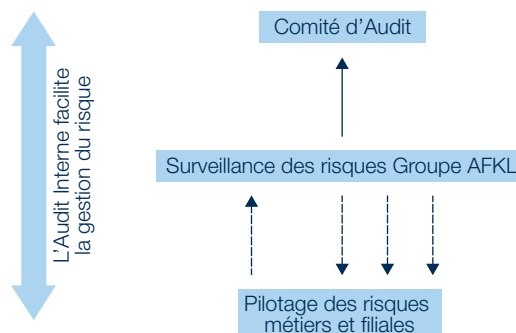 Comité d'Audit
L'Audit Interne facilite
la gestion du risque
Surveillance des risques Groupe AFKL
Pilotage des risques
métiers et filiales